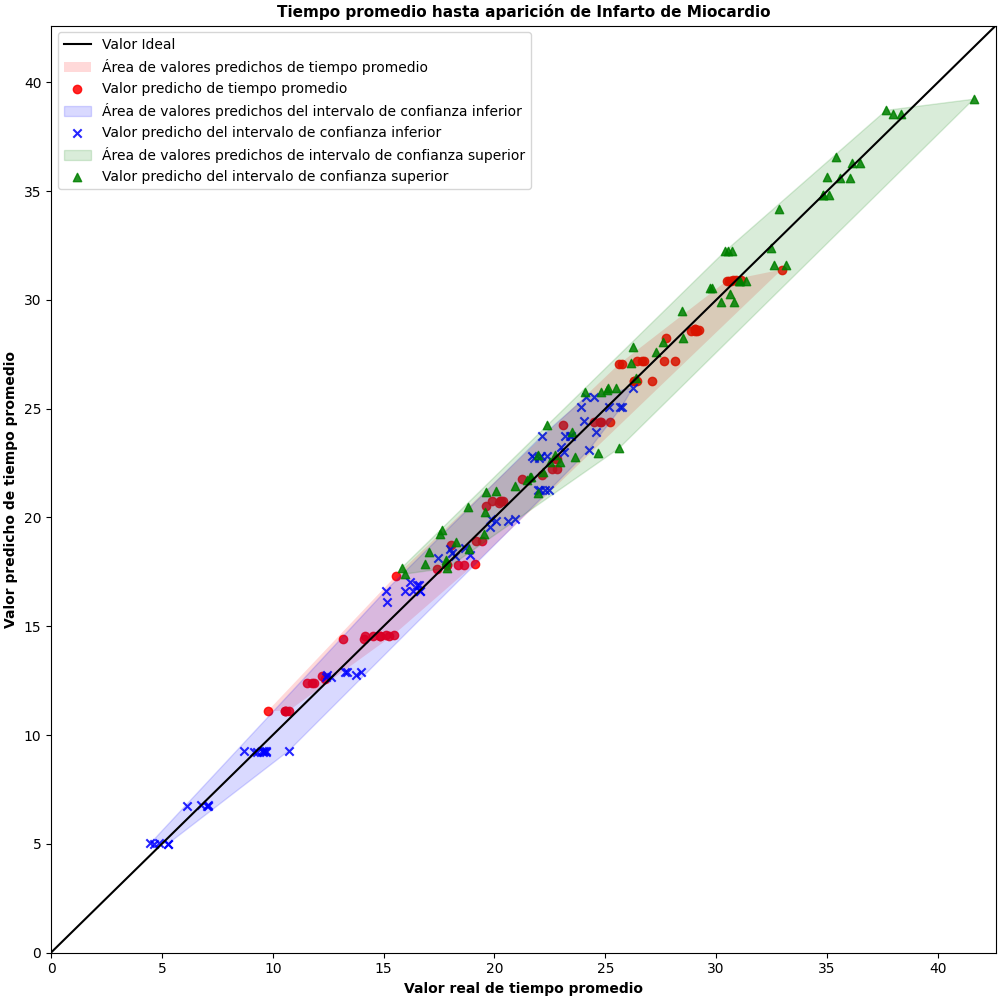 Tiempo promedio hasta aparición de Infarto de Miocardio
Valor Ideal
Área de valores predichos de tiempo promedio
Valor predicho de tiempo promedio
Área de valores predichos del intervalo de confianza inferior
Valor predicho del intervalo de confianza inferior
Área de valores predichos de intervalo de confianza superior
Valor predicho del intervalo de confianza superior
Valor predicho de tiempo promedio
40
35
30
25
20
15
10
5
0
0 5 10 15 20 25 30 35 40
Valor real de tiempo promedio